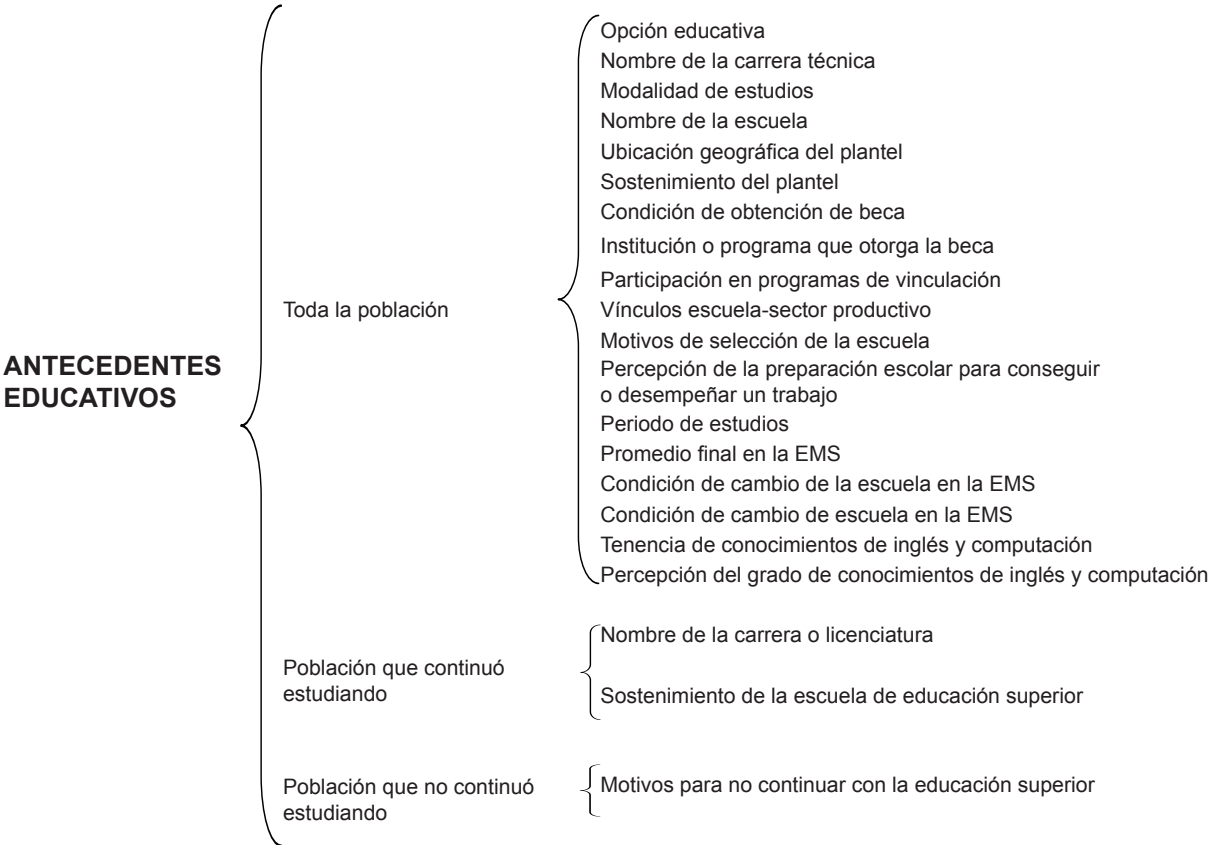 ANTECEDENTES
EDUCATIVOS
Toda la población
Opción educativa
Nombre de la carrera técnica
Modalidad de estudios
Nombre de la escuela
Ubicación geográfica del plantel
Sostenimiento del plantel
Condición de obtención de beca
Institución o programa que otorga la beca
Participación en programas de vinculación
Vínculos escuela-sector productivo
Motivos de selección de la escuela
Percepción de la preparación escolar para conseguir
o desempeñar un trabajo
Periodo de estudios
Promedio final en la EMS
Condición de cambio de la escuela en la EMS
Condición de cambio de escuela en la EMS
Tenencia de conocimientos de inglés y computación
Percepción del grado de conocimientos de inglés y computación
Población que continuó
estudiando
Nombre de la carrera o licenciatura
Sostenimiento de la escuela de educación superior
Población que no continuó
estudiando
Motivos para no continuar con la educación superior